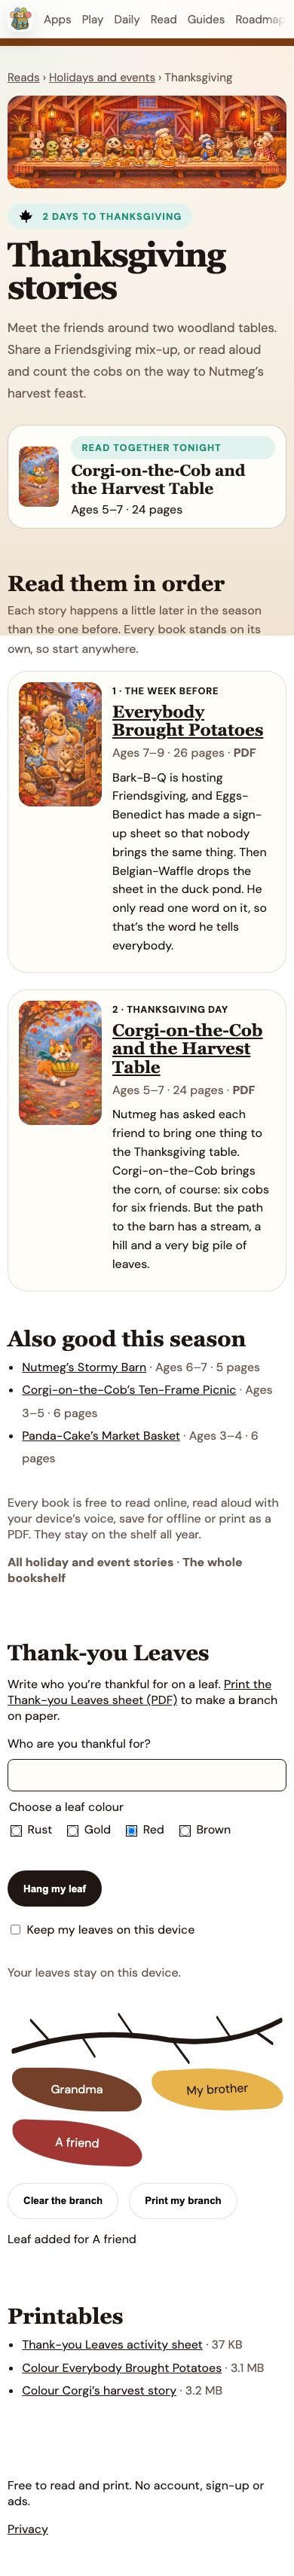 Apps Play Daily Read Guides Roadmap
Reads › Holidays and events › Thanksgiving
2 DAYS TO THANKSGIVING
Thanksgiving
stories
Meet the friends around two woodland tables.
Share a Friendsgiving mix-up, or read aloud
and count the cobs on the way to Nutmeg’s
harvest feast.
READ TOGETHER TONIGHT
Corgi-on-the-Cob and
the Harvest Table
Ages 5–7 · 24 pages
Read them in order
Each story happens a little later in the season
than the one before. Every book stands on its
own, so start anywhere.
1 · THE WEEK BEFORE
Everybody
Brought Potatoes
Ages 7–9 · 26 pages · PDF
Bark-B-Q is hosting
Friendsgiving, and Eggs-
Benedict has made a sign-
up sheet so that nobody
brings the same thing. Then
Belgian-Waffle drops the
sheet in the duck pond. He
only read one word on it, so
that’s the word he tells
everybody.
2 · THANKSGIVING DAY
Corgi-on-the-Cob
and the Harvest
Table
Ages 5–7 · 24 pages · PDF
Nutmeg has asked each
friend to bring one thing to
the Thanksgiving table.
Corgi-on-the-Cob brings
the corn, of course: six cobs
for six friends. But the path
to the barn has a stream, a
hill and a very big pile of
leaves.
Also good this season
Nutmeg’s Stormy Barn · Ages 6–7 · 5 pages
Corgi-on-the-Cob’s Ten-Frame Picnic · Ages
3–5 · 6 pages
Panda-Cake’s Market Basket · Ages 3–4 · 6
pages
Every book is free to read online, read aloud with
your device’s voice, save for offline or print as a
PDF. They stay on the shelf all year.
All holiday and event stories · The whole
bookshelf
Thank-you Leaves
Write who you’re thankful for on a leaf. Print the
Thank-you Leaves sheet (PDF) to make a branch
on paper.
Who are you thankful for?
Choose a leaf colour
Rust Gold Red Brown
Hang my leaf
Keep my leaves on this device
Your leaves stay on this device.
Grandma
My brother
A friend
Clear the branch Print my branch
Leaf added for A friend
Printables
Thank-you Leaves activity sheet · 37 KB
Colour Everybody Brought Potatoes · 3.1 MB
Colour Corgi’s harvest story · 3.2 MB
Free to read and print. No account, sign-up or
ads.
Privacy